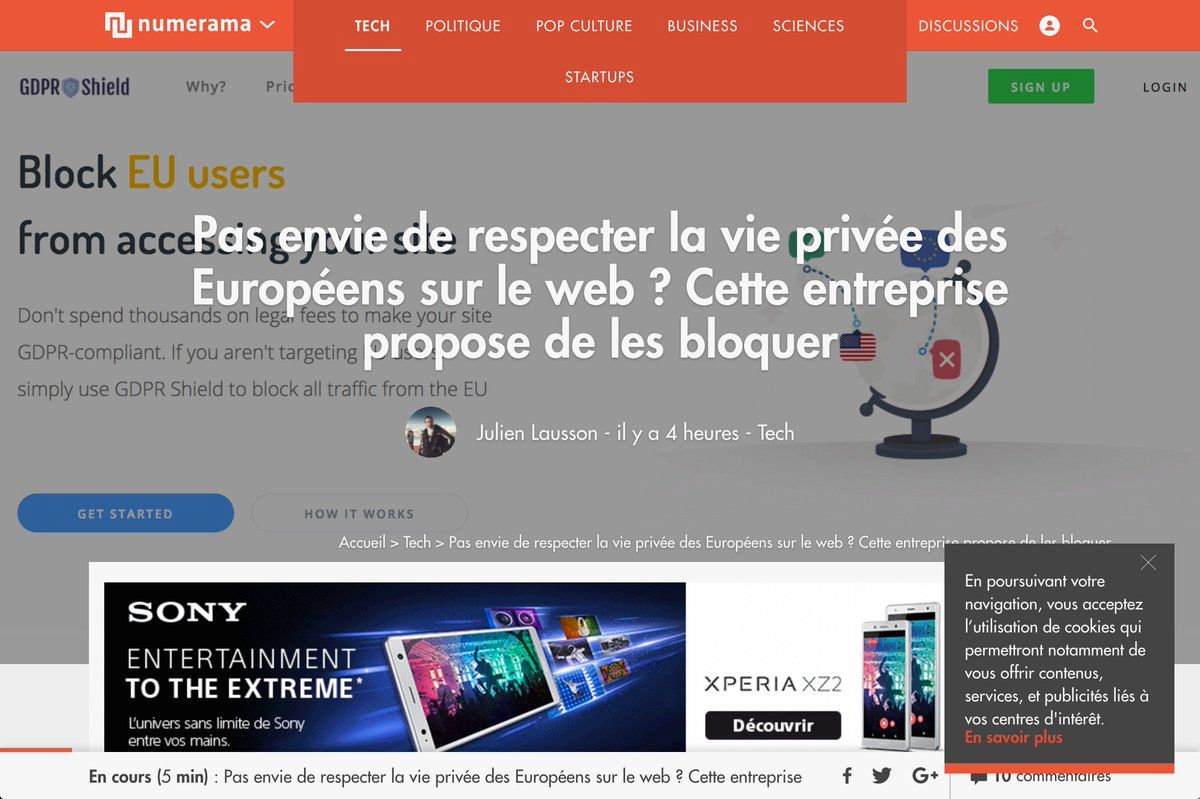 numerama
TECH
POLITIQUE
POP CULTURE
BUSINESS
SCIENCES
STARTUPS
DISCUSSIONS
GDPR Shield
Why?
SIGN UP
LOGIN
Block EU users
from accessing your site
Don't spend thousands on legal fees to make your site
GDPR-compliant. If you aren't targeting EU users
simply use GDPR Shield to block all traffic from the EU
GET STARTED
HOW IT WORKS
Pas envie de respecter la vie privée des
Européens sur le web ? Cette entreprise
propose de les bloquer
Julien Lausson - il y a 4 heures - Tech
Accueil > Tech > Pas envie de respecter la vie privée des Européens sur le web ? Cette entreprise propose de les bloquer
SONY
ENTERTAINMENT
TO THE EXTREME*
L'univers sans limite de Sony
entre vos mains.
XPERIA XZ2
Découvrir
En poursuivant votre
navigation, vous acceptez
l'utilisation de cookies qui
permettront notamment de
vous offrir contenus,
services, et publicités liés à
vos centres d'intérêt.
En savoir plus
En cours (5 min) : Pas envie de respecter la vie privée des Européens sur le web ? Cette entreprise
10 commentaires